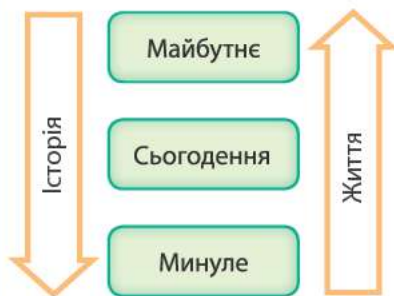 Майбутнє
Історія
Сьогодення
Життя
Минуле